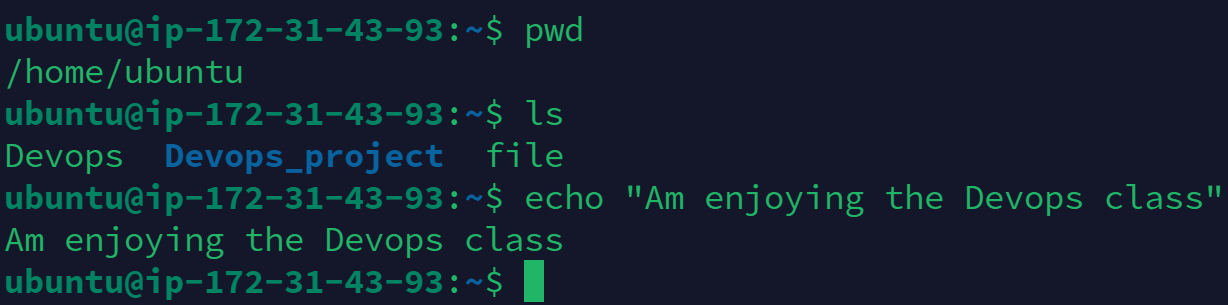 ubuntu@ip-172-31-43-93:~$ pwd
/home/ubuntu
ubuntu@ip-172-31-43-93:~$ ls
Devops  Devops_project  file
ubuntu@ip-172-31-43-93:~$ echo "Am enjoying the Devops class"
Am enjoying the Devops class
ubuntu@ip-172-31-43-93:~$